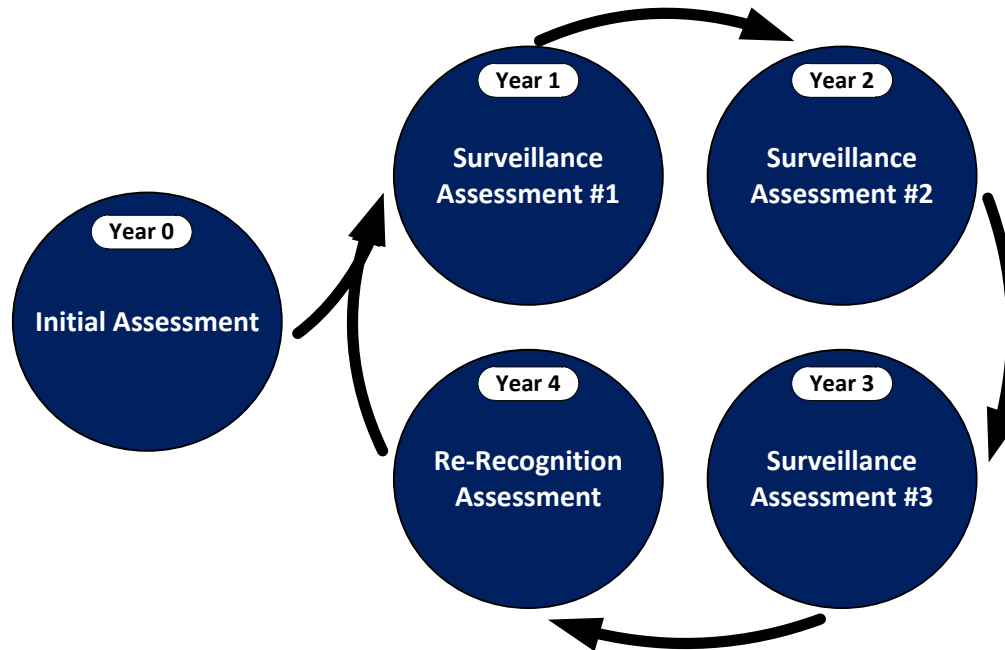 Year 0
Initial Assessment
Year 1
Surveillance
Assessment #1
Year 2
Surveillance
Assessment #2
Year 3
Surveillance
Assessment #3
Year 4
Re-Recognition
Assessment